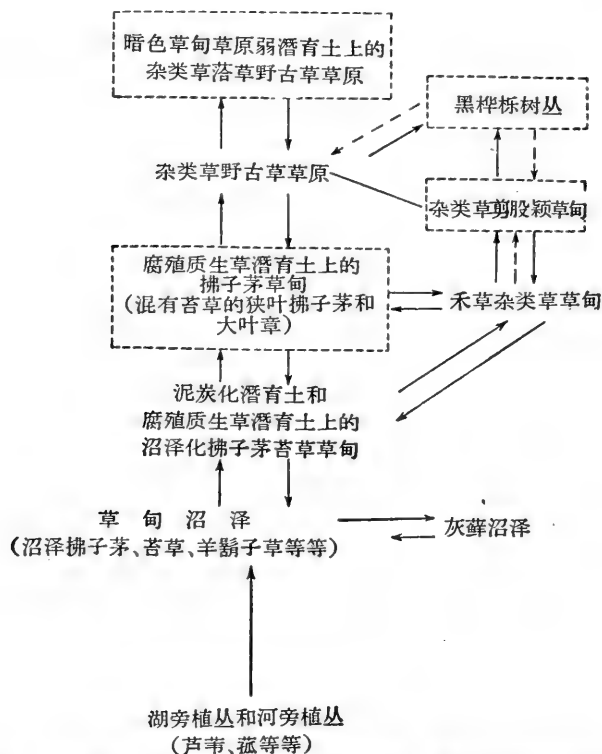 暗色草甸草原弱潜育土上的
杂类草落草野古草草原
黑桦栎树丛
杂类草野古草草原
杂类草剪股颖草甸
腐殖质生草潜育土上的
拂子茅草甸
(混有苔草的狭叶拂子茅和
大叶章)
禾草杂类草草甸
泥炭化潜育土和
腐殖质生草潜育土上的
沼泽化拂子茅苔草草甸
草甸沼泽
(沼泽拂子茅、苔草、羊鬍子草等等)
灰藓沼泽
湖旁植丛和河旁植丛
(芦苇、菰等等)